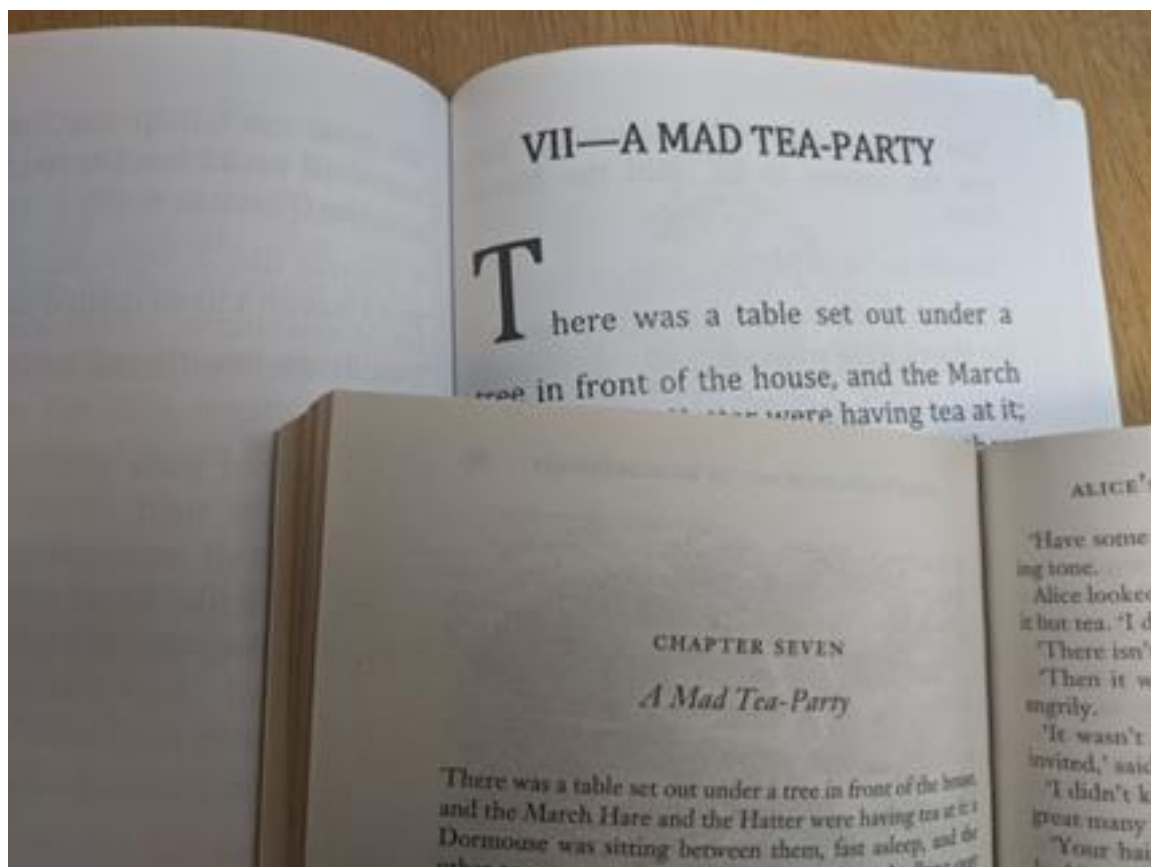 VII—A MAD TEA-PARTY
There was a table set out under a
tree in front of the house, and the March
Hatter were having tea at it;
CHAPTER SEVEN
A Mad Tea-Party
'There was a table set out under a tree in front of the house,
and the March Hare and the Hatter were having tea at it: a
Dormouse was sitting between them, fast asleep, and the
ALICE'S
'Have some
ing tone.
Alice looked
it but tea. 'I d
'There isn't
'Then it w
angrily.
'It wasn't
invited,' said
'I didn't k
great many
'Your hai